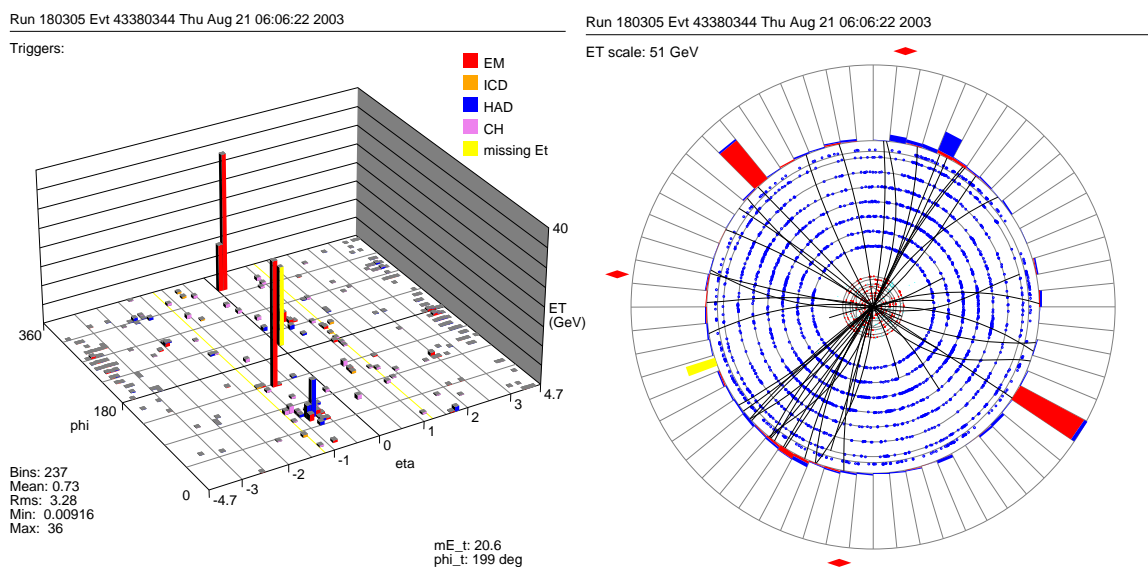 Run 180305 Evt 43380344 Thu Aug 21 06:06:22 2003
Triggers:
EM
ICD
HAD
CH
missing Et
40
ET
(GeV)
360
180
phi
0
-4.7
-3
-2
-1
0
1
2
3
4.7
eta
Bins: 237
Mean: 0.73
Rms: 3.28
Min: 0.00916
Max: 36
mE_t: 20.6
phi_t: 199 deg
Run 180305 Evt 43380344 Thu Aug 21 06:06:22 2003
ET scale: 51 GeV